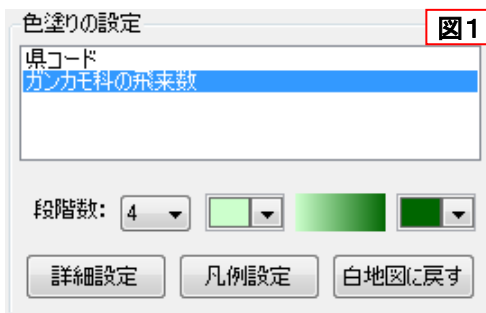 色塗りの設定
図1
県コード
ガンカモ科の飛来数
段階数: 4
詳細設定 凡例設定 白地図に戻す